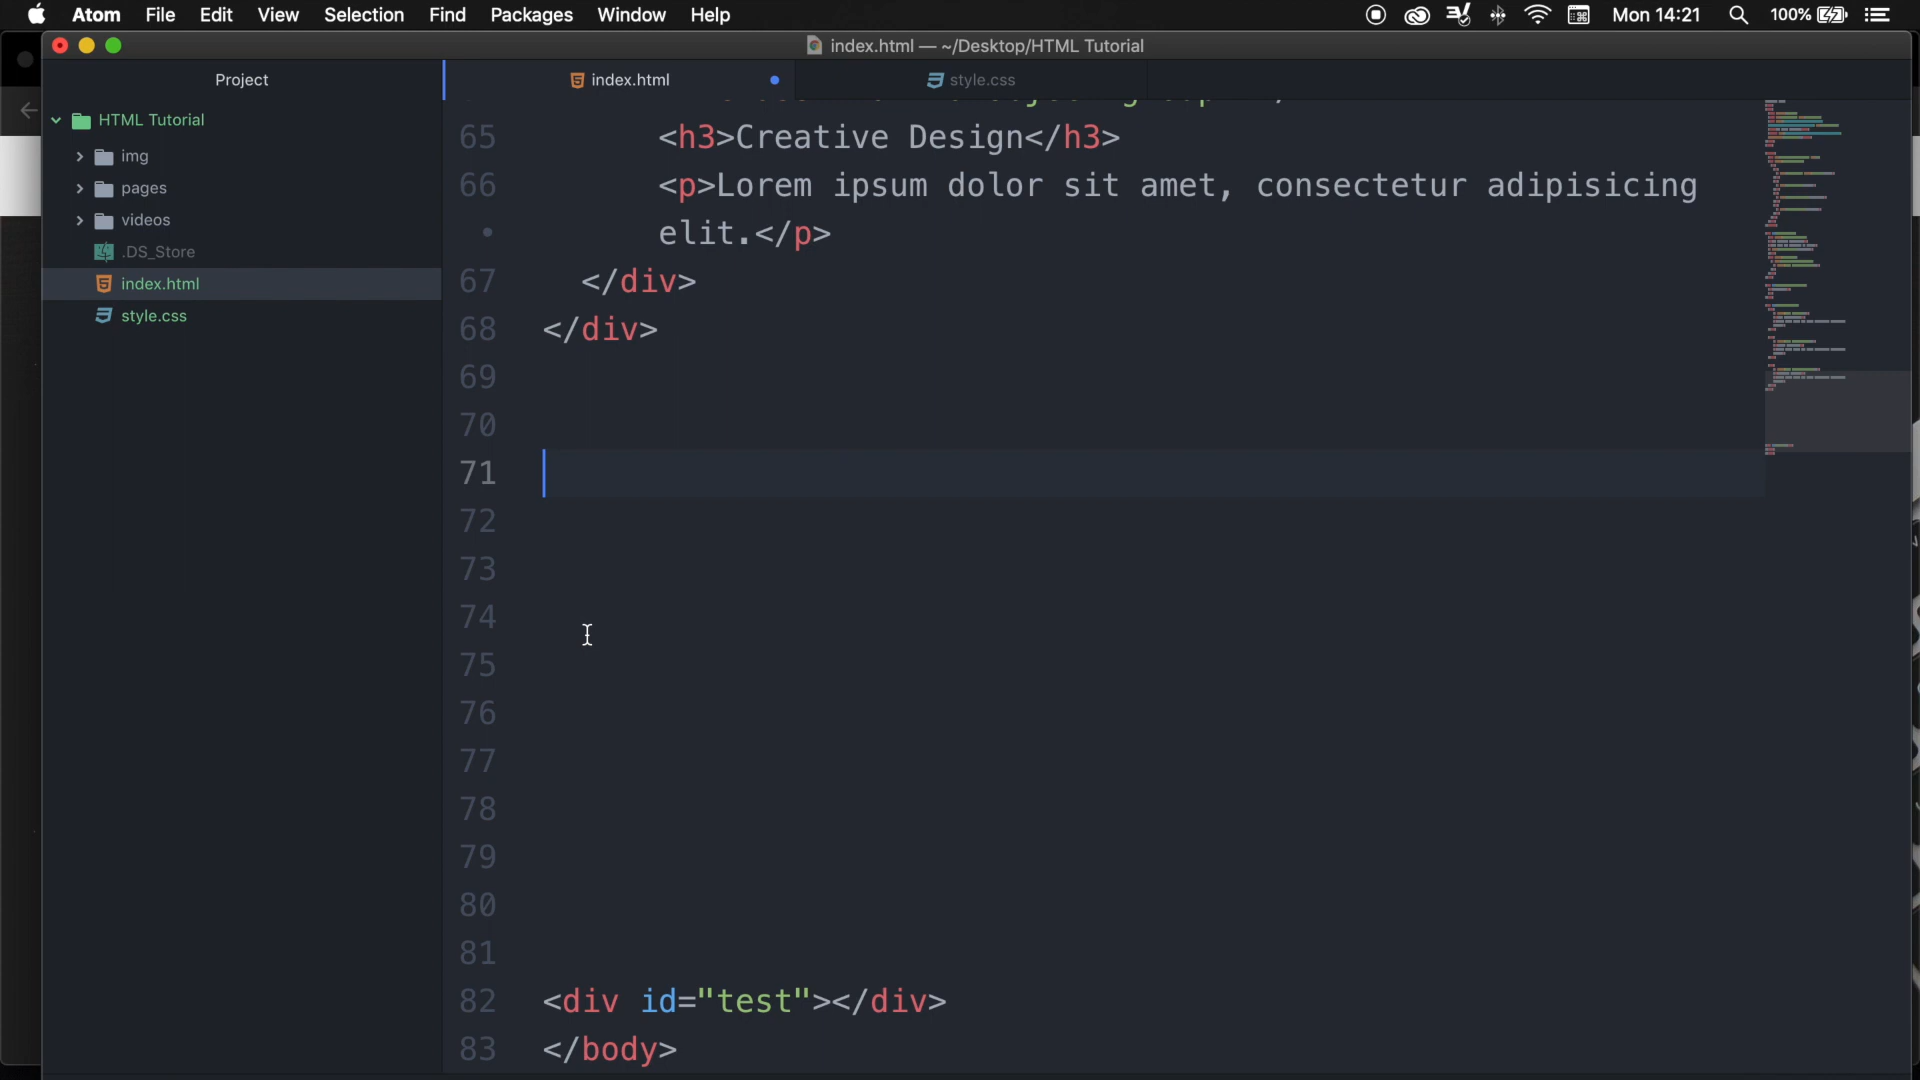 Atom File Edit View Selection Find Packages Window Help Mon 14:21 100%
index.html — ~/Desktop/HTML Tutorial
Project index.html style.css
HTML Tutorial
img
pages
videos
.DS_Store
index.html
style.css
65 <h3>Creative Design</h3>
66 <p>Lorem ipsum dolor sit amet, consectetur adipisicing
elit.</p>
67 </div>
68 </div>
69
70
71
72
73
74
75
76
77
78
79
80
81
82 <div id="test"></div>
83 </body>